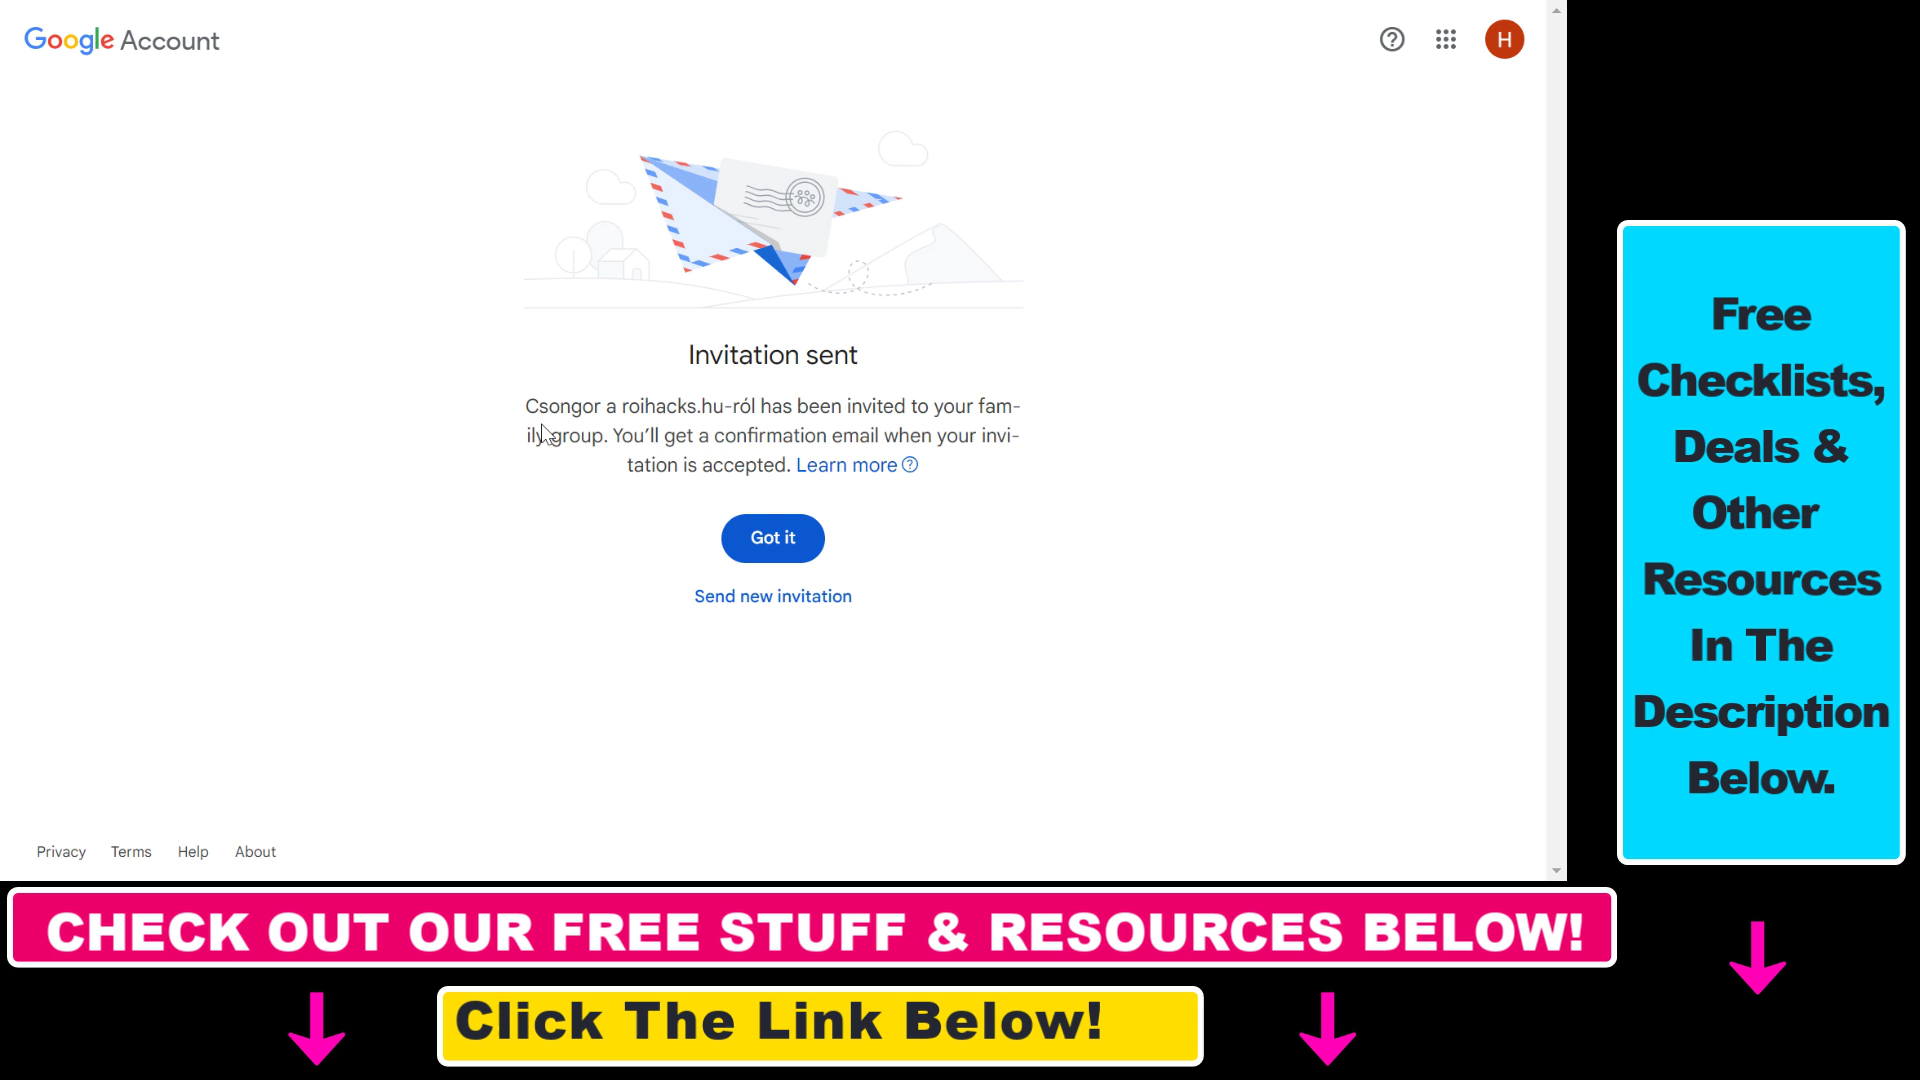 Google Account
H
Invitation sent
Csongor a roihacks.hu-ról has been invited to your fam-
ily group. You'll get a confirmation email when your invi-
tation is accepted. Learn more
Got it
Send new invitation
Privacy Terms Help About
Free
Checklists,
Deals &
Other
Resources
In The
Description
Below.
CHECK OUT OUR FREE STUFF & RESOURCES BELOW!
Click The Link Below!